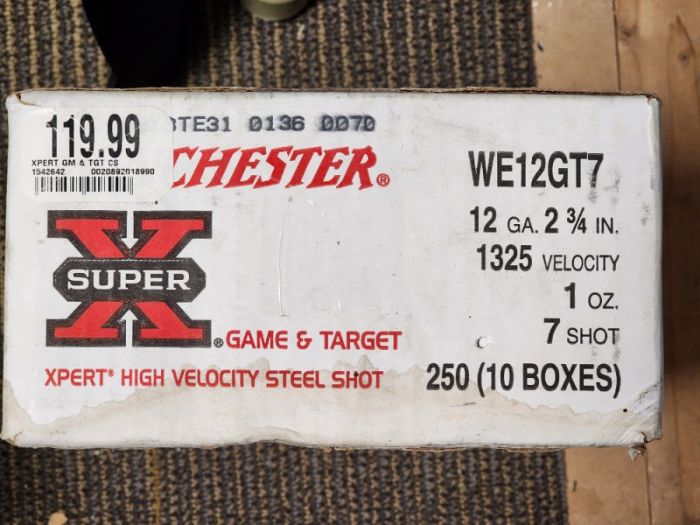 119.99
XPERT GM & TGT CS
1542642 0020892018990
STE31 0136 0070
CHESTER®
WE12GT7
12 GA. 2 ¾ IN.
1325 VELOCITY
1 OZ.
7 SHOT
X
SUPER
®
GAME & TARGET
XPERT® HIGH VELOCITY STEEL SHOT
250 (10 BOXES)